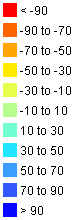 < -90
-90 to -70
-70 to -50
-50 to -30
-30 to -10
-10 to 10
10 to 30
30 to 50
50 to 70
70 to 90
> 90